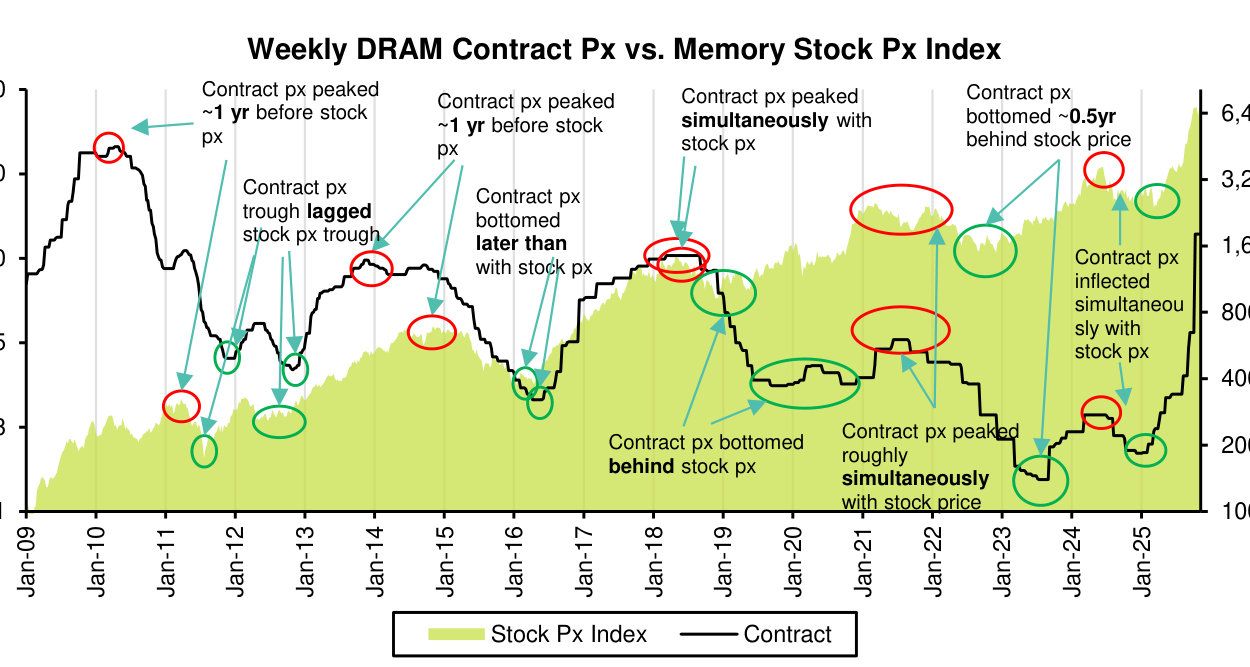 Weekly DRAM Contract Px vs. Memory Stock Px Index
Contract px peaked
~1 yr before stock
px
Contract px
trough lagged
stock px trough
Contract px peaked
~1 yr before stock
px
Contract px
bottomed
later than
with stock px
Contract px peaked
simultaneously with
stock px
Contract px
bottomed ~0.5yr
behind stock price
Contract px
inflected
simultaneou
sly with
stock px
Contract px bottomed
behind stock px
Contract px peaked
roughly
simultaneously
with stock price
0
0
0
5
3
1
6,4
3,2
1,6
800
400
200
100
Jan-09
Jan-10
Jan-11
Jan-12
Jan-13
Jan-14
Jan-15
Jan-16
Jan-17
Jan-18
Jan-19
Jan-20
Jan-21
Jan-22
Jan-23
Jan-24
Jan-25
Stock Px Index
Contract